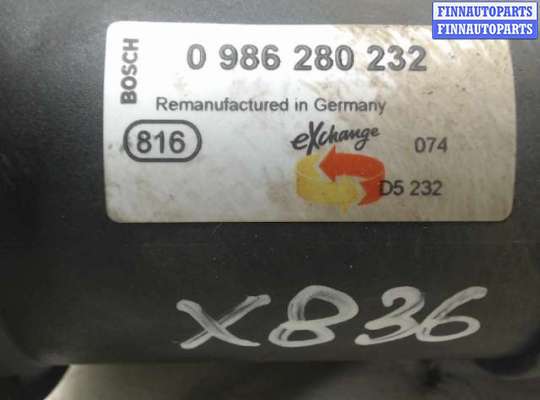 FINNAUTOPARTS
FINNAUTOPARTS
BOSCH
0 986 280 232
Remanufactured in Germany
816
eXchange
074
D5 232
X836